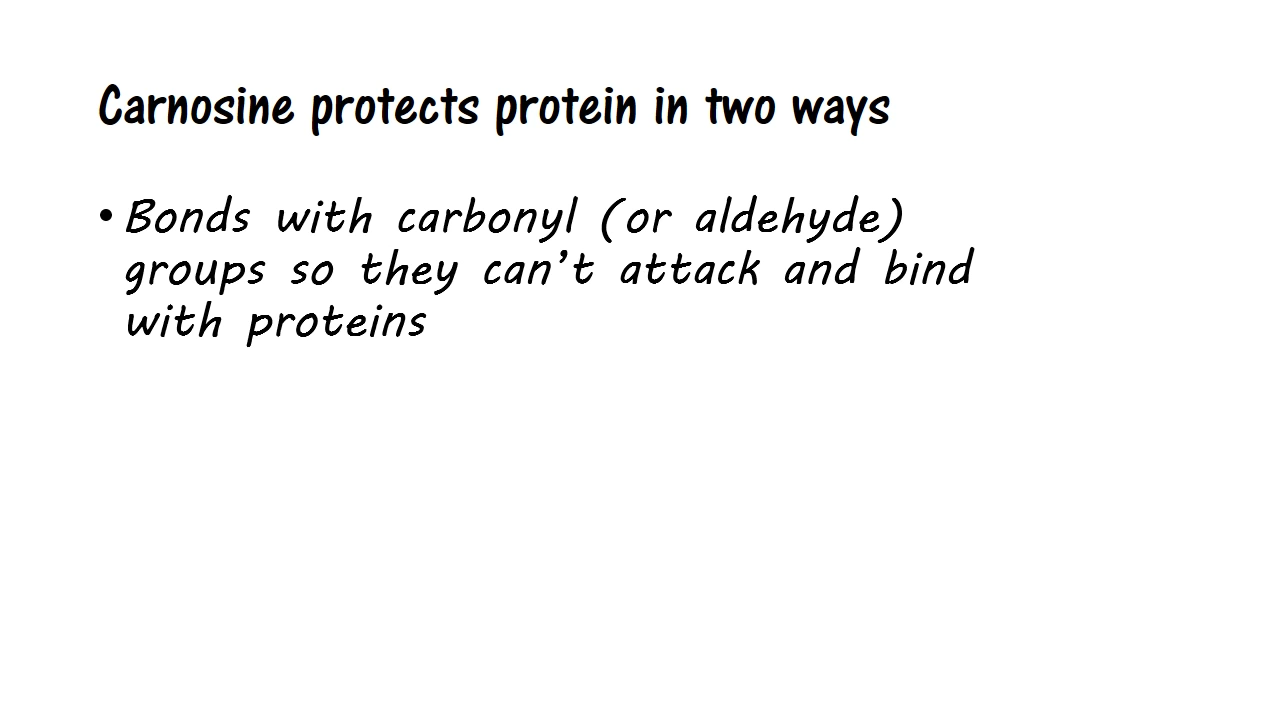 Carnosine protects protein in two ways
• Bonds with carbonyl (or aldehyde)
groups so they can’t attack and bind
with proteins